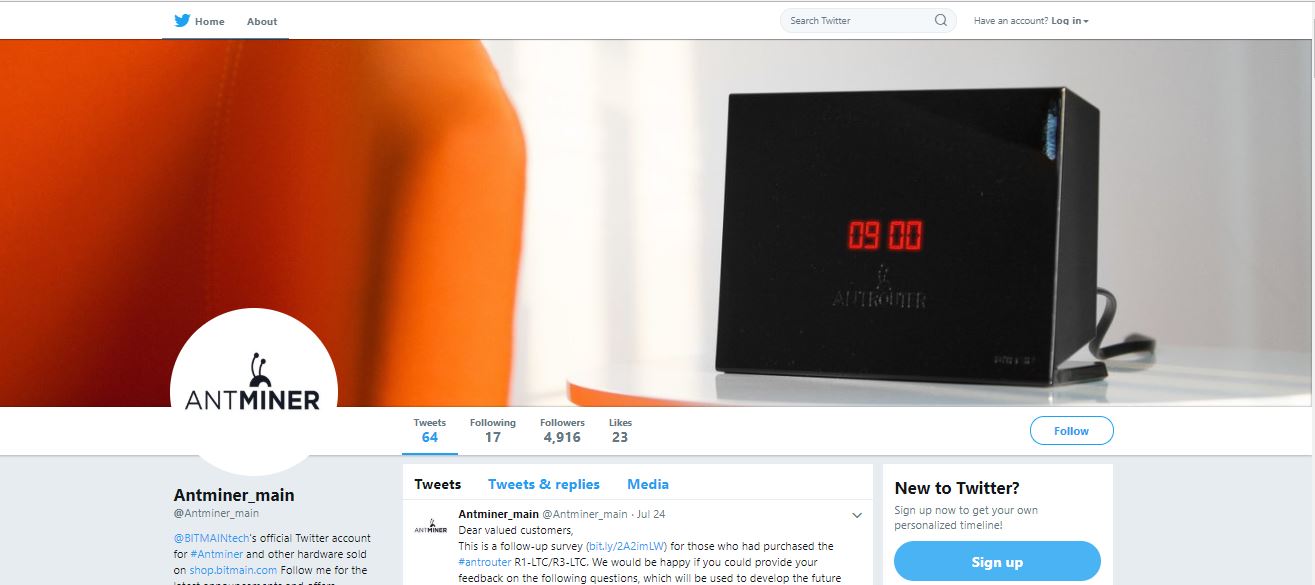 Home About
Search Twitter
Have an account? Log in
09 00
ANTROUTER
ANTMINER
Tweets Following Followers Likes
64 17 4,916 23
Follow
Antminer_main
@Antminer_main
@BITMAINtech's official Twitter account
for #Antminer and other hardware sold
on shop.bitmain.com Follow me for the
latest announcements and offers
Tweets Tweets & replies Media
ANTMINER
Antminer_main @Antminer_main · Jul 24
Dear valued customers,
This is a follow-up survey (bit.ly/2A2imLW) for those who had purchased the
#antrouter R1-LTC/R3-LTC. We would be happy if you could provide your
feedback on the following questions, which will be used to develop the future
New to Twitter?
Sign up now to get your own
personalized timeline!
Sign up